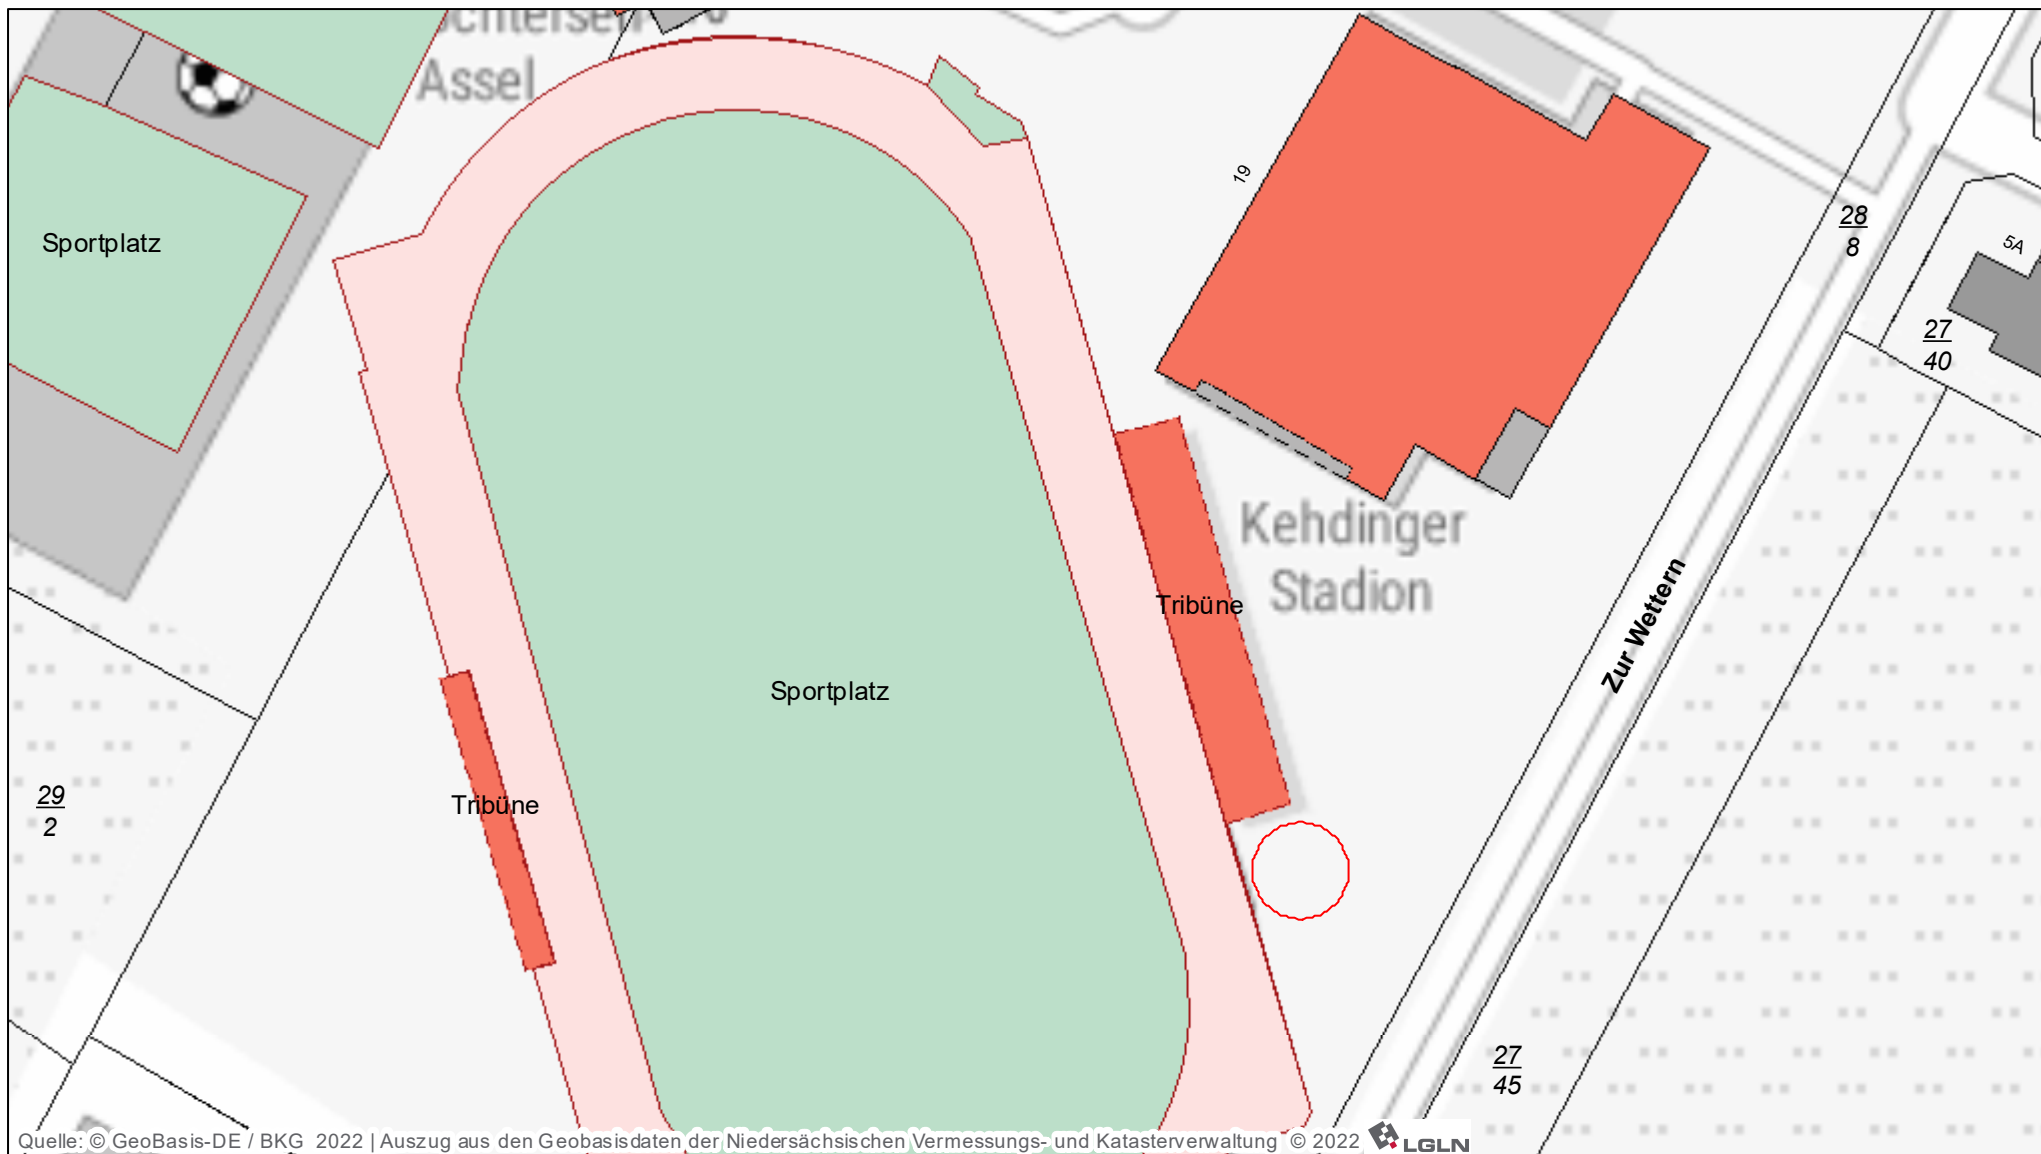 Assel
19
28
8
5A
Sportplatz
27
40
Kehdinger
Stadion
Tribüne
Zur Wettern
Sportplatz
29
2
Tribüne
27
45
Quelle: © GeoBasis-DE / BKG 2022 | Auszug aus den Geobasisdaten der Niedersächsischen Vermessungs- und Katasterverwaltung © 2022 LGLN